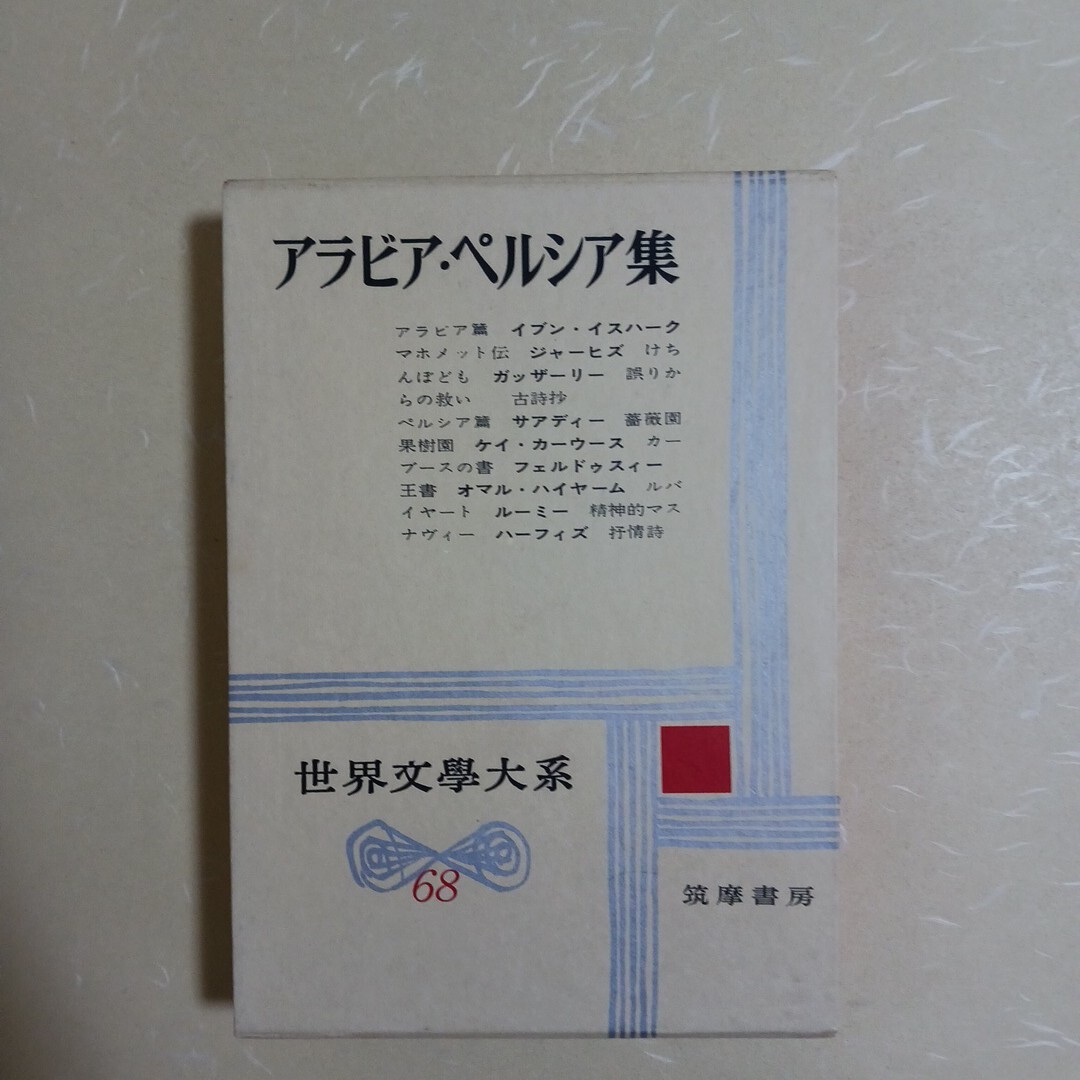 アラビア・ペルシア集
アラビア篇 イブン・イスハーク
マホメット伝 ジャーヒズ けち
んぼども ガッザーリー 誤りか
らの救い 古詩抄
ペルシア篇 サアディー 薔薇園
果樹園 ケイ・カーウース カー
ブースの書 フェルドゥスィー
王書 オマル・ハイヤーム ルバ
イヤート ルーミー 精神的マス
ナヴィー ハーフィズ 抒情詩
世界文學大系
68
筑摩書房